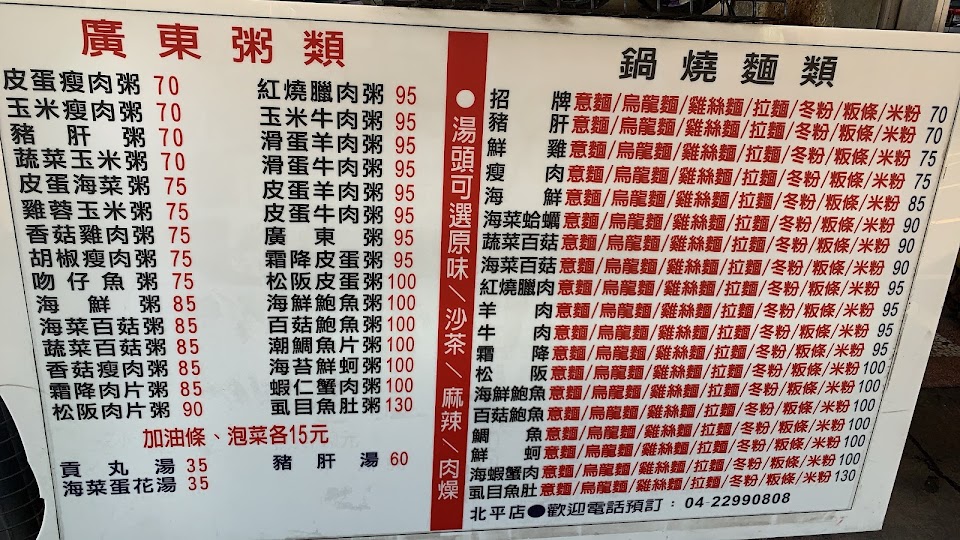 廣東粥類
皮蛋瘦肉粥 70
玉米瘦肉粥 70
豬肝粥 70
蔬菜玉米粥 70
皮蛋海菜粥 75
雞蓉玉米粥 75
香菇雞肉粥 75
胡椒瘦肉粥 75
吻仔魚粥 75
海鮮粥 85
海菜百菇粥 85
蔬菜百菇粥 85
香菇瘦肉粥 85
霜降肉片粥 85
松阪肉片粥 90
紅燒臘肉粥 95
玉米牛肉粥 95
滑蛋羊肉粥 95
滑蛋牛肉粥 95
皮蛋羊肉粥 95
皮蛋牛肉粥 95
廣東粥 95
霜降皮蛋粥 95
松阪皮蛋粥 100
海鮮鮑魚粥 100
百菇鮑魚粥 100
潮鯛魚片粥 100
海苔鮮蚵粥 100
蝦仁蟹肉粥 100
虱目魚肚粥 130
加油條、泡菜各15元
貢丸湯 35
海菜蛋花湯 35
豬肝湯 60
●湯頭可選原味/沙茶/麻辣/肉燥
鍋燒麵類
招牌意麵/烏龍麵/雞絲麵/拉麵/冬粉/粄條/米粉 70
豬肝意麵/烏龍麵/雞絲麵/拉麵/冬粉/粄條/米粉 70
鮮雞意麵/烏龍麵/雞絲麵/拉麵/冬粉/粄條/米粉 75
瘦肉意麵/烏龍麵/雞絲麵/拉麵/冬粉/粄條/米粉 75
海鮮意麵/烏龍麵/雞絲麵/拉麵/冬粉/粄條/米粉 85
海菜蛤蠣意麵/烏龍麵/雞絲麵/拉麵/冬粉/粄條/米粉 90
蔬菜百菇意麵/烏龍麵/雞絲麵/拉麵/冬粉/粄條/米粉 90
海菜百菇意麵/烏龍麵/雞絲麵/拉麵/冬粉/粄條/米粉 90
紅燒臘肉意麵/烏龍麵/雞絲麵/拉麵/冬粉/粄條/米粉 95
羊肉意麵/烏龍麵/雞絲麵/拉麵/冬粉/粄條/米粉 95
牛肉意麵/烏龍麵/雞絲麵/拉麵/冬粉/粄條/米粉 95
霜降意麵/烏龍麵/雞絲麵/拉麵/冬粉/粄條/米粉 95
松阪意麵/烏龍麵/雞絲麵/拉麵/冬粉/粄條/米粉 100
海鮮鮑魚意麵/烏龍麵/雞絲麵/拉麵/冬粉/粄條/米粉 100
百菇鮑魚意麵/烏龍麵/雞絲麵/拉麵/冬粉/粄條/米粉 100
鯛魚意麵/烏龍麵/雞絲麵/拉麵/冬粉/粄條/米粉 100
鮮蚵意麵/烏龍麵/雞絲麵/拉麵/冬粉/粄條/米粉 100
海蝦蟹肉意麵/烏龍麵/雞絲麵/拉麵/冬粉/粄條/米粉 100
虱目魚肚意麵/烏龍麵/雞絲麵/拉麵/冬粉/粄條/米粉 130
北平店●歡迎電話預訂:04-22990808